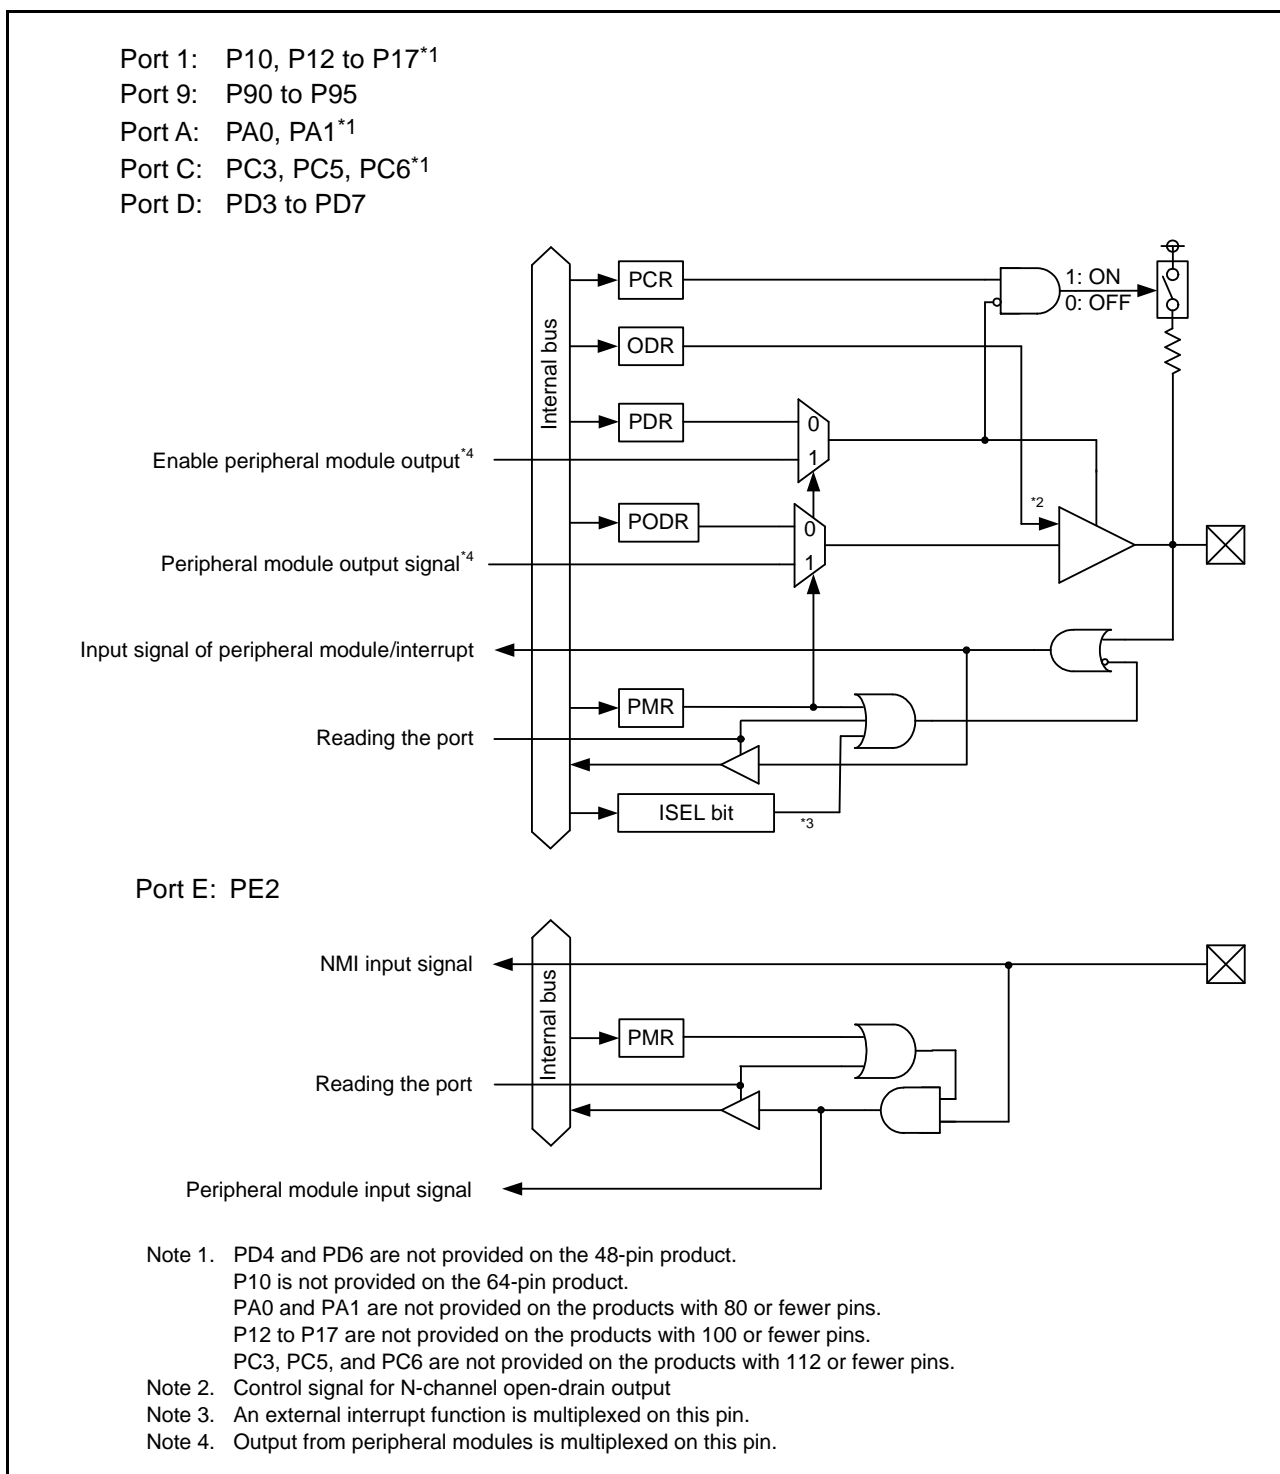 Port 1: P10, P12 to P17*1
Port 9: P90 to P95
Port A: PA0, PA1*1
Port C: PC3, PC5, PC6*1
Port D: PD3 to PD7
PCR
1: ON
0: OFF
ODR
Internal bus
PDR
0
1
Enable peripheral module output*4
*2
PODR
0
1
Peripheral module output signal*4
Input signal of peripheral module/interrupt
PMR
Reading the port
ISEL bit
*3
Port E: PE2
NMI input signal
Internal bus
PMR
Reading the port
Peripheral module input signal
Note 1. PD4 and PD6 are not provided on the 48-pin product.
P10 is not provided on the 64-pin product.
PA0 and PA1 are not provided on the products with 80 or fewer pins.
P12 to P17 are not provided on the products with 100 or fewer pins.
PC3, PC5, and PC6 are not provided on the products with 112 or fewer pins.
Note 2. Control signal for N-channel open-drain output
Note 3. An external interrupt function is multiplexed on this pin.
Note 4. Output from peripheral modules is multiplexed on this pin.